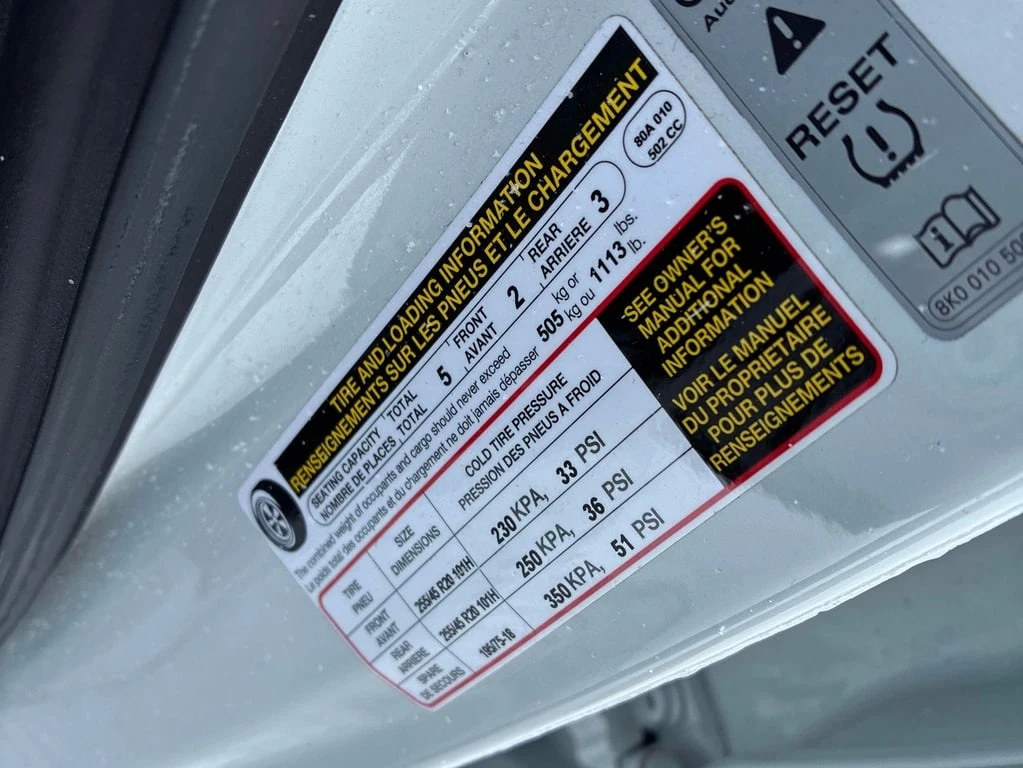 TIRE AND LOADING INFORMATION
RENSEIGNEMENTS SUR LES PNEUS ET LE CHARGEMENT
80A 010
502 CC
SEATING CAPACITY TOTAL 5 FRONT 2 REAR 3
NOMBRE DE PLACES TOTAL AVANT ARRIERE
The combined weight of occupants and cargo should never exceed 505 kg or 1113 lbs.
Le poids total des occupants et du chargement ne doit jamais dépasser kg ou lb.
TIRE SIZE COLD TIRE PRESSURE
PNEU DIMENSIONS PRESSION DES PNEUS A FROID
FRONT 255/45 R20 101H 230 KPA, 33 PSI
AVANT
REAR 255/45 R20 101H 250 KPA, 36 PSI
ARRIERE
SPARE 195/75-18 350 KPA, 51 PSI
DE SECOURS
SEE OWNER'S
MANUAL FOR
ADDITIONAL
INFORMATION
VOIR LE MANUEL
DU PROPRIETAIRE
POUR PLUS DE
RENSEIGNEMENTS
RESET
8K0 010 50